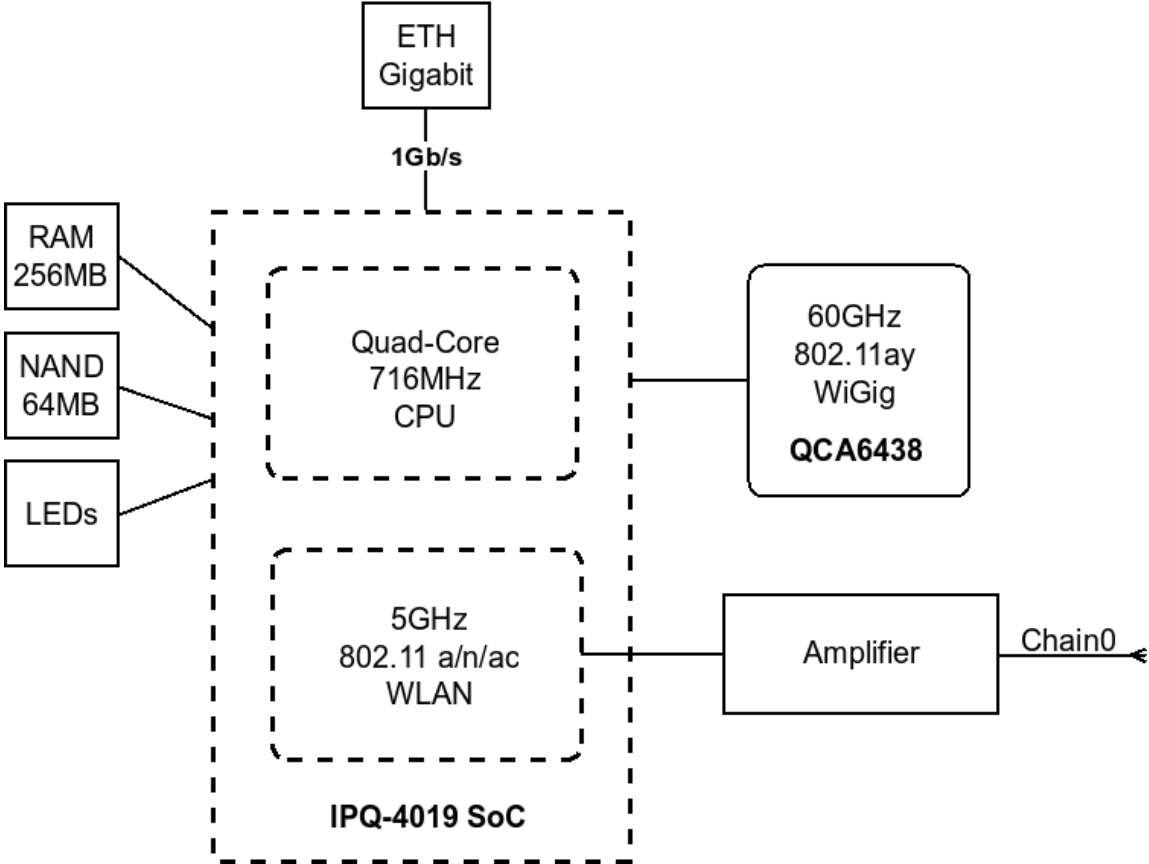 ETH
Gigabit
1Gb/s
RAM
256MB
NAND
64MB
LEDs
Quad-Core
716MHz
CPU
5GHz
802.11 a/n/ac
WLAN
IPQ-4019 SoC
60GHz
802.11ay
WiGig
QCA6438
Amplifier
Chain0